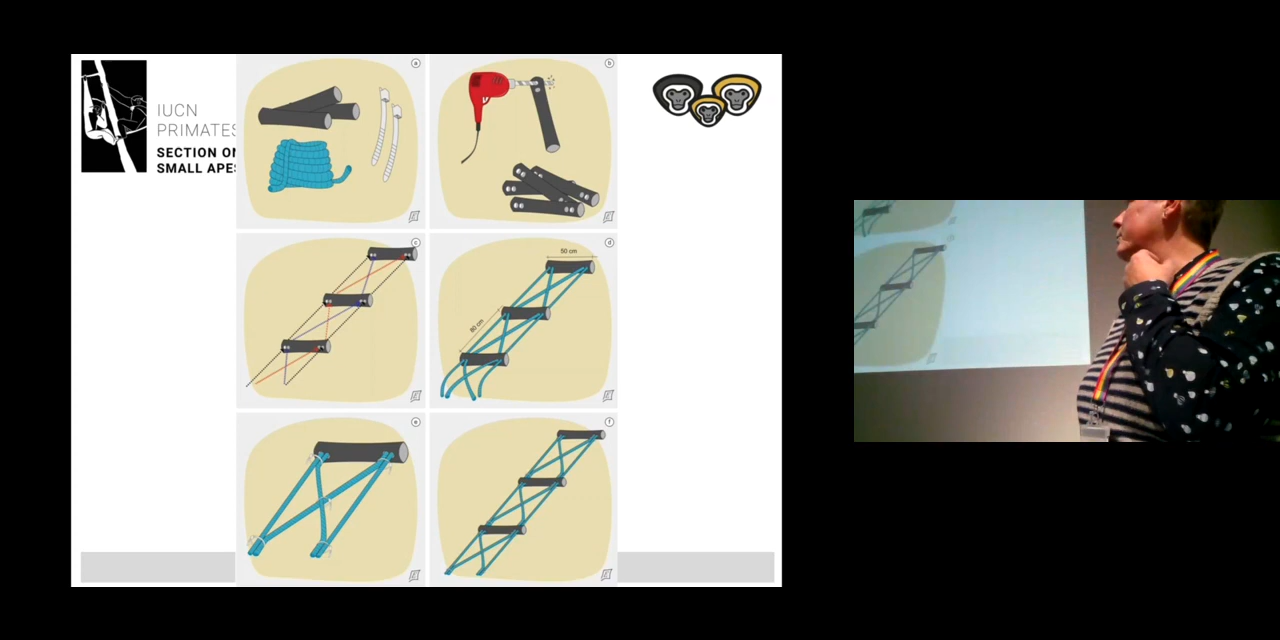 IUCN
PRIMATES
SECTION ON
SMALL APES
a
b
c
d
50 cm
80 cm
e
f